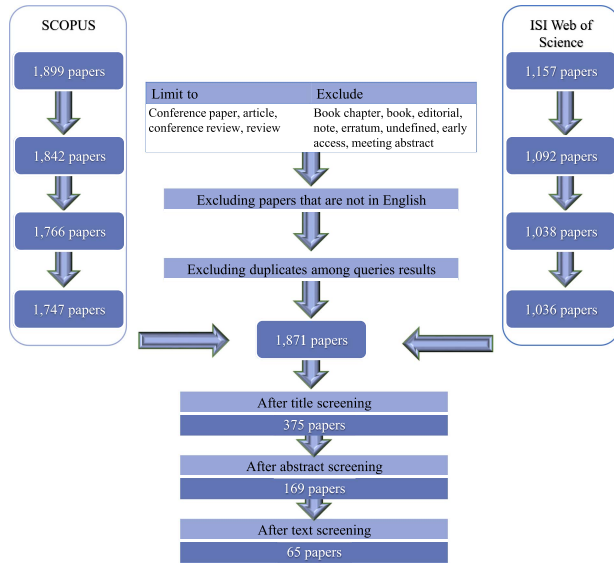 SCOPUS
1,899 papers
1,842 papers
1,766 papers
1,747 papers
Limit to
Exclude
Conference paper, article,
conference review, review
Book chapter, book, editorial,
note, erratum, undefined, early
access, meeting abstract
Excluding papers that are not in English
Excluding duplicates among queries results
ISI Web of
Science
1,157 papers
1,092 papers
1,038 papers
1,036 papers
1,871 papers
After title screening
375 papers
After abstract screening
169 papers
After text screening
65 papers